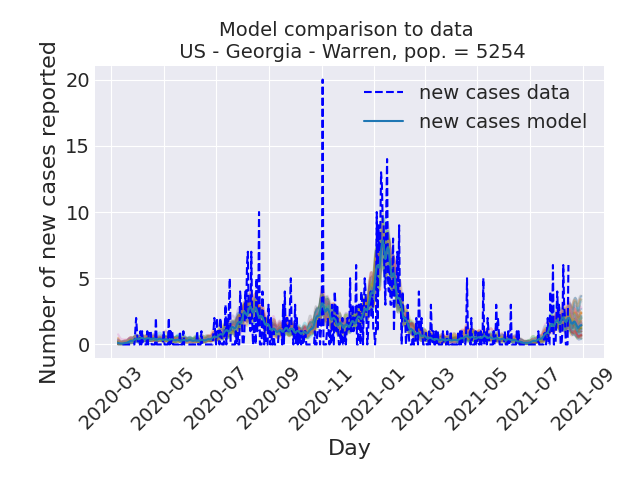 Model comparison to data
US - Georgia - Warren, pop. = 5254
Number of new cases reported
20
15
10
5
0
new cases data
new cases model
2020-03
2020-05
2020-07
2020-09
2020-11
2021-01
2021-03
2021-05
2021-07
2021-09
Day